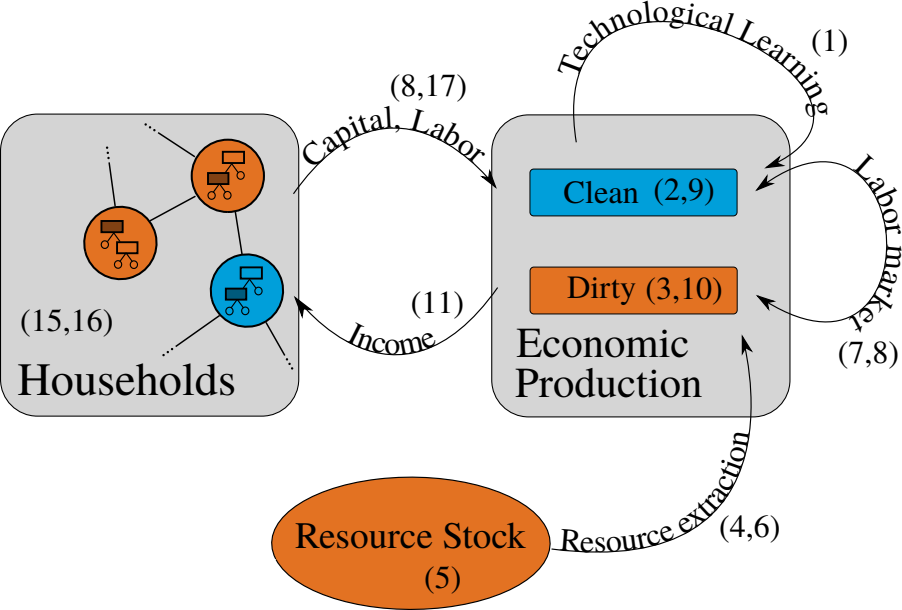 Technological Learning
(1)
(8,17)
Capital, Labor
Clean (2,9)
Labor market
(7,8)
Dirty (3,10)
(11)
Income
(15,16)
Households
Economic
Production
Resource extraction
(4,6)
Resource Stock
(5)